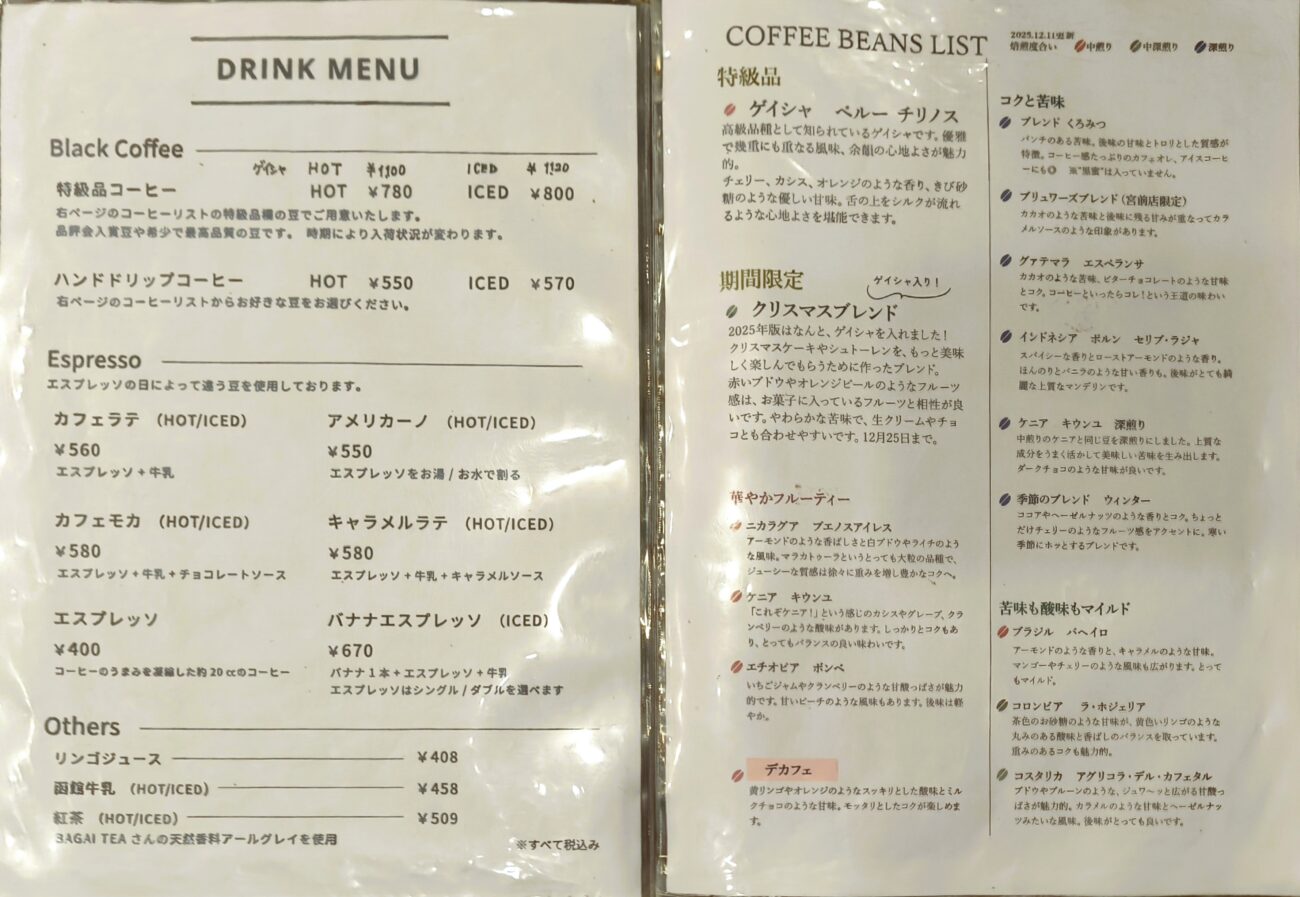 DRINK MENU
Black Coffee
ゲイシャ HOT ¥1,100 ICED ¥1120
特級品コーヒー HOT ¥780 ICED ¥800
右ページのコーヒーリストの特級品欄の豆でご用意いたします。
品評会入賞豆や希少で最高品質の豆です。 時期により入荷状況が変わります。
ハンドドリップコーヒー HOT ¥550 ICED ¥570
右ページのコーヒーリストからお好きな豆をお選びください。
Espresso
エスプレッソの日によって違う豆を使用しております。
カフェラテ (HOT/ICED)
¥560
エスプレッソ + 牛乳
アメリカーノ (HOT/ICED)
¥550
エスプレッソをお湯 / お水で割る
カフェモカ (HOT/ICED)
¥580
エスプレッソ + 牛乳 + チョコレートソース
キャラメルラテ (HOT/ICED)
¥580
エスプレッソ + 牛乳 + キャラメルソース
エスプレッソ
¥400
コーヒーのうまみを凝縮した約 20 ccのコーヒー
バナナエスプレッソ (ICED)
¥670
バナナ 1 本 + エスプレッソ + 牛乳
エスプレッソはシングル / ダブルを選べます
Others
リンゴジュース ¥408
函館牛乳 (HOT/ICED) ¥458
紅茶 (HOT/ICED) ¥509
BAGAI TEA さんの天然香料アールグレイを使用
※すべて税込み
COFFEE BEANS LIST
2025.12.11更新
焙煎度合い 中煎り 中深煎り 深煎り
特級品
ゲイシャ ペルー チリノス
高級品種として知られているゲイシャです。優雅
で幾重にも重なる風味、余韻の心地よさが魅力
的。
チェリー、カシス、オレンジのような香り、きび砂
糖のような優しい甘味。舌の上をシルクが流れ
るような心地よさを堪能できます。
期間限定
ゲイシャ入り！
クリスマスブレンド
2025年版はなんと、ゲイシャを入れました！
クリスマスケーキやシュトーレンを、もっと美味
しく楽しんでもらうために作ったブレンド。
赤いブドウやオレンジピールのようなフルーツ
感は、お菓子に入っているフルーツと相性が良
いです。やわらかな苦味で、生クリームやチョ
コとも合わせやすいです。12月25日まで。
華やかフルーティー
ニカラグア ブエノスアイレス
アーモンドのような香ばしさと白ブドウやライチのよう
な風味。マラカトゥーラというとっても大粒の品種で、
ジューシーな質感は徐々に重みを増し豊かなコクへ。
ケニア キウンユ
「これぞケニア！」という感じのカシスやグレープ、クラ
ンベリーのような酸味があります。しっかりとコクもあ
り、とってもバランスの良い味わいです。
エチオピア ボンベ
いちごジャムやクランベリーのような甘酸っぱさが魅力
的です。甘いピーチのような風味もあります。後味は軽
やか。
デカフェ
黄リンゴやオレンジのようなスッキリとした酸味とミル
クチョコのような甘味。モッタリとしたコクが楽しめま
す。
コクと苦味
ブレンド くろみつ
パンチのある苦味。後味の甘味とトロリとした質感が
特徴。コーヒー感たっぷりのカフェオレ、アイスコーヒ
ーにも◎ ※"黒蜜"は入っていません。
ブリュワーズブレンド(宮前店限定)
カカオのような苦味と後味に残る甘みが重なってカラ
メルソースのような印象があります。
グァテマラ エスペランサ
カカオのような苦味、ビターチョコレートのような甘味
とコク。コーヒーといったらコレ！という王道の味わい
です。
インドネシア ポルン セリブ・ラジャ
スパイシーな香りとローストアーモンドのような香り。
ほんのりとバニラのような甘い香りも。後味がとても綺
麗な上質なマンデリンです。
ケニア キウンユ 深煎り
中煎りのケニアと同じ豆を深煎りにしました。上質な
成分をうまく活かして美味しい苦味を生み出します。
ダークチョコのような甘味が良いです。
季節のブレンド ウィンター
ココアやヘーゼルナッツのような香りとコク。ちょっと
だけチェリーのようなフルーツ感をアクセントに。寒い
季節にホッとするブレンドです。
苦味も酸味もマイルド
ブラジル パヘイロ
アーモンドのような香りと、キャラメルのような甘味。
マンゴーやチェリーのような風味も広がります。とって
もマイルド。
コロンビア ラ・ホジェリア
茶色のお砂糖のような甘味が、黄色いリンゴのような
丸みのある酸味と香ばしのバランスを取っています。
重みのあるコクも魅力的。
コスタリカ アグリコラ・デル・カフェタル
ブドウやプルーンのような、ジュワ〜ッと広がる甘酸っ
ぱさが魅力的。カラメルのような甘味とヘーゼルナッ
ツみたいな風味。後味がとっても良いです。